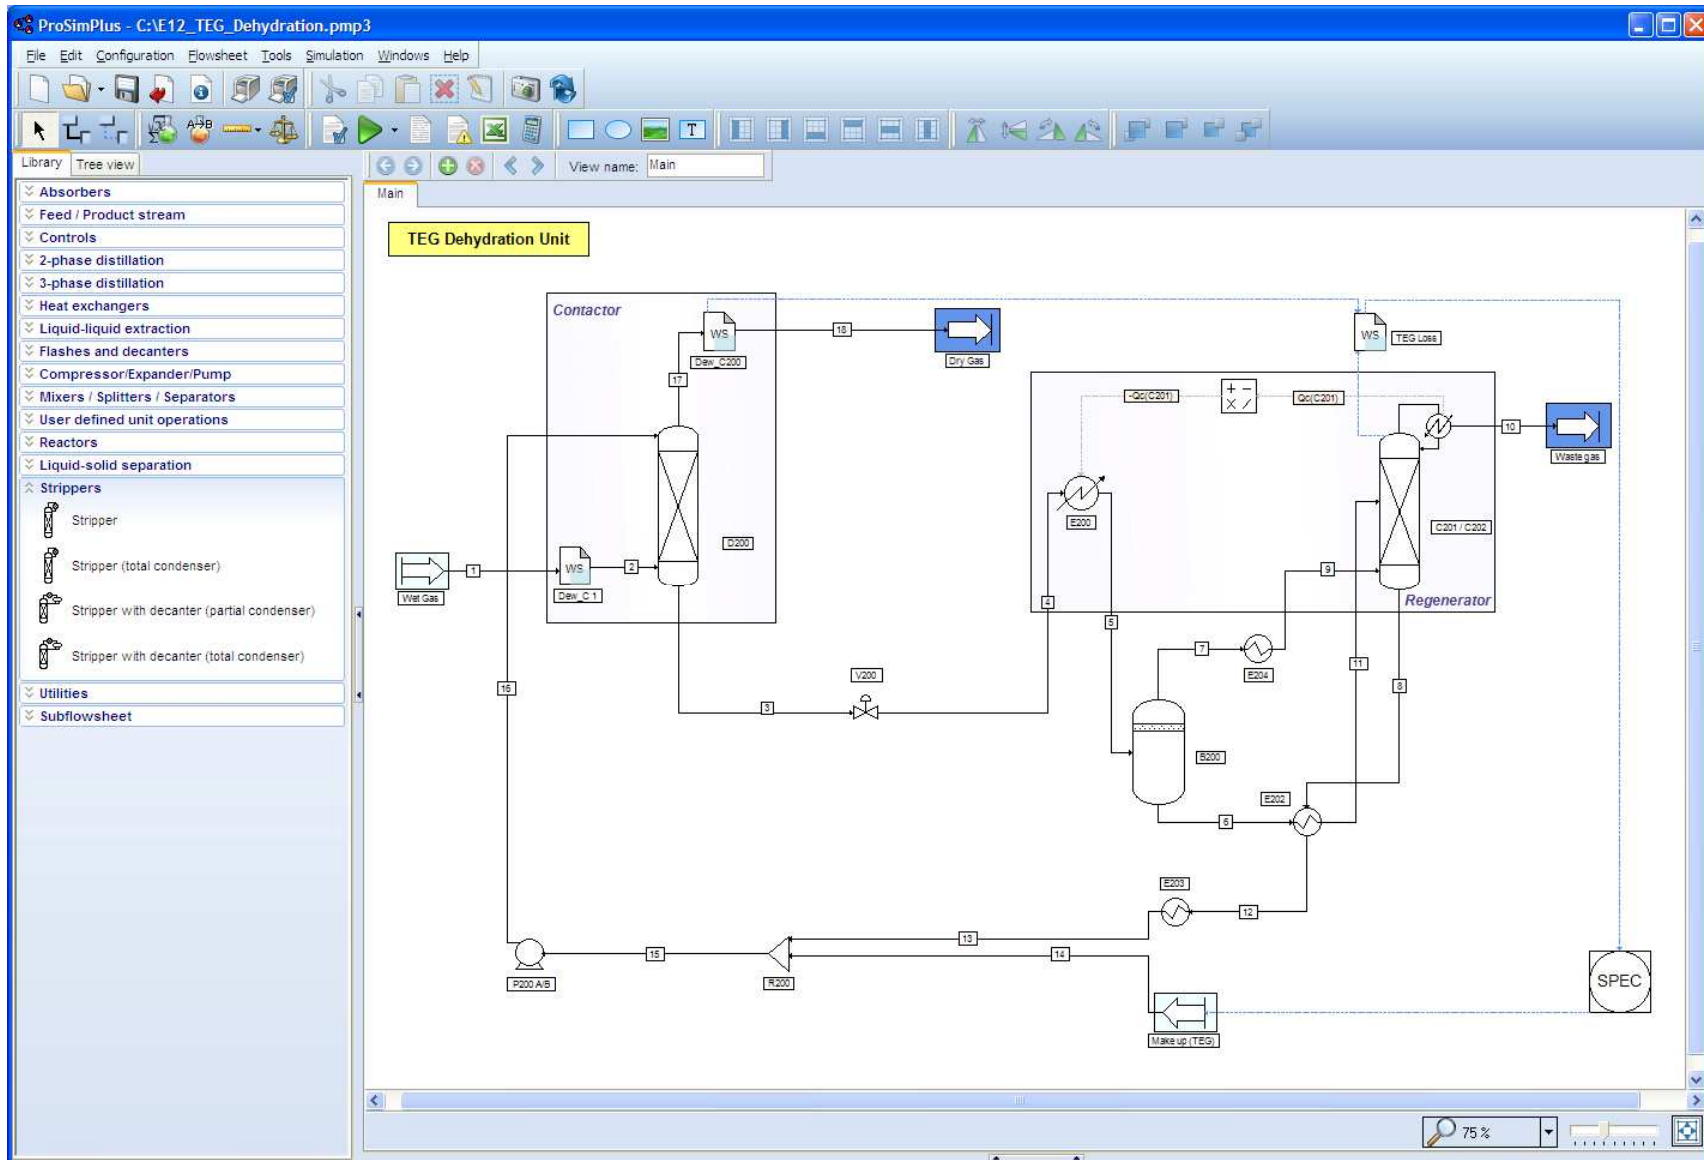 ProSimPlus - C:\E12_TEG_Dehydration.pmp3
File Edit Configuration Flowsheet Tools Simulation Windows Help
A→B
T
Library Tree view
View name: Main
Main
Absorbers
Feed / Product stream
Controls
2-phase distillation
3-phase distillation
Heat exchangers
Liquid-liquid extraction
Flashes and decanters
Compressor/Expander/Pump
Mixers / Splitters / Separators
User defined unit operations
Reactors
Liquid-solid separation
Strippers
Stripper
Stripper (total condenser)
Stripper with decanter (partial condenser)
Stripper with decanter (total condenser)
Utilities
Subflowsheet
TEG Dehydration Unit
Contactor
WS
Dew_C200
18
Dry Gas
WS
TEG Loss
17
-Qc(C201)
+ -
× /
Qc(C201)
10
Waste gas
E200
C201 / C202
D200
Wet Gas
1
WS
Dew_C 1
2
9
4
Regenerator
5
7
E204
11
8
16
V200
3
B200
E202
6
E203
12
13
14
15
P200 A/B
R200
SPEC
Make up (TEG)
75 %